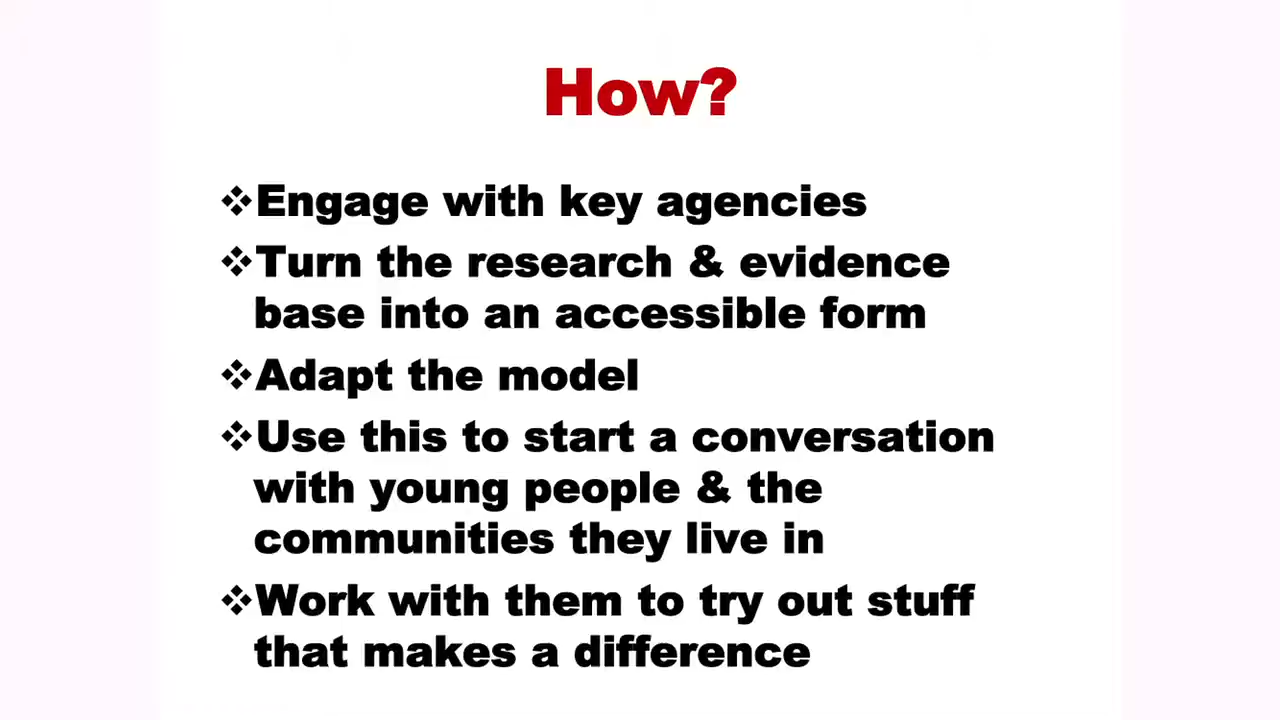 How?
❖Engage with key agencies
❖Turn the research & evidence
base into an accessible form
❖Adapt the model
❖Use this to start a conversation
with young people & the
communities they live in
❖Work with them to try out stuff
that makes a difference